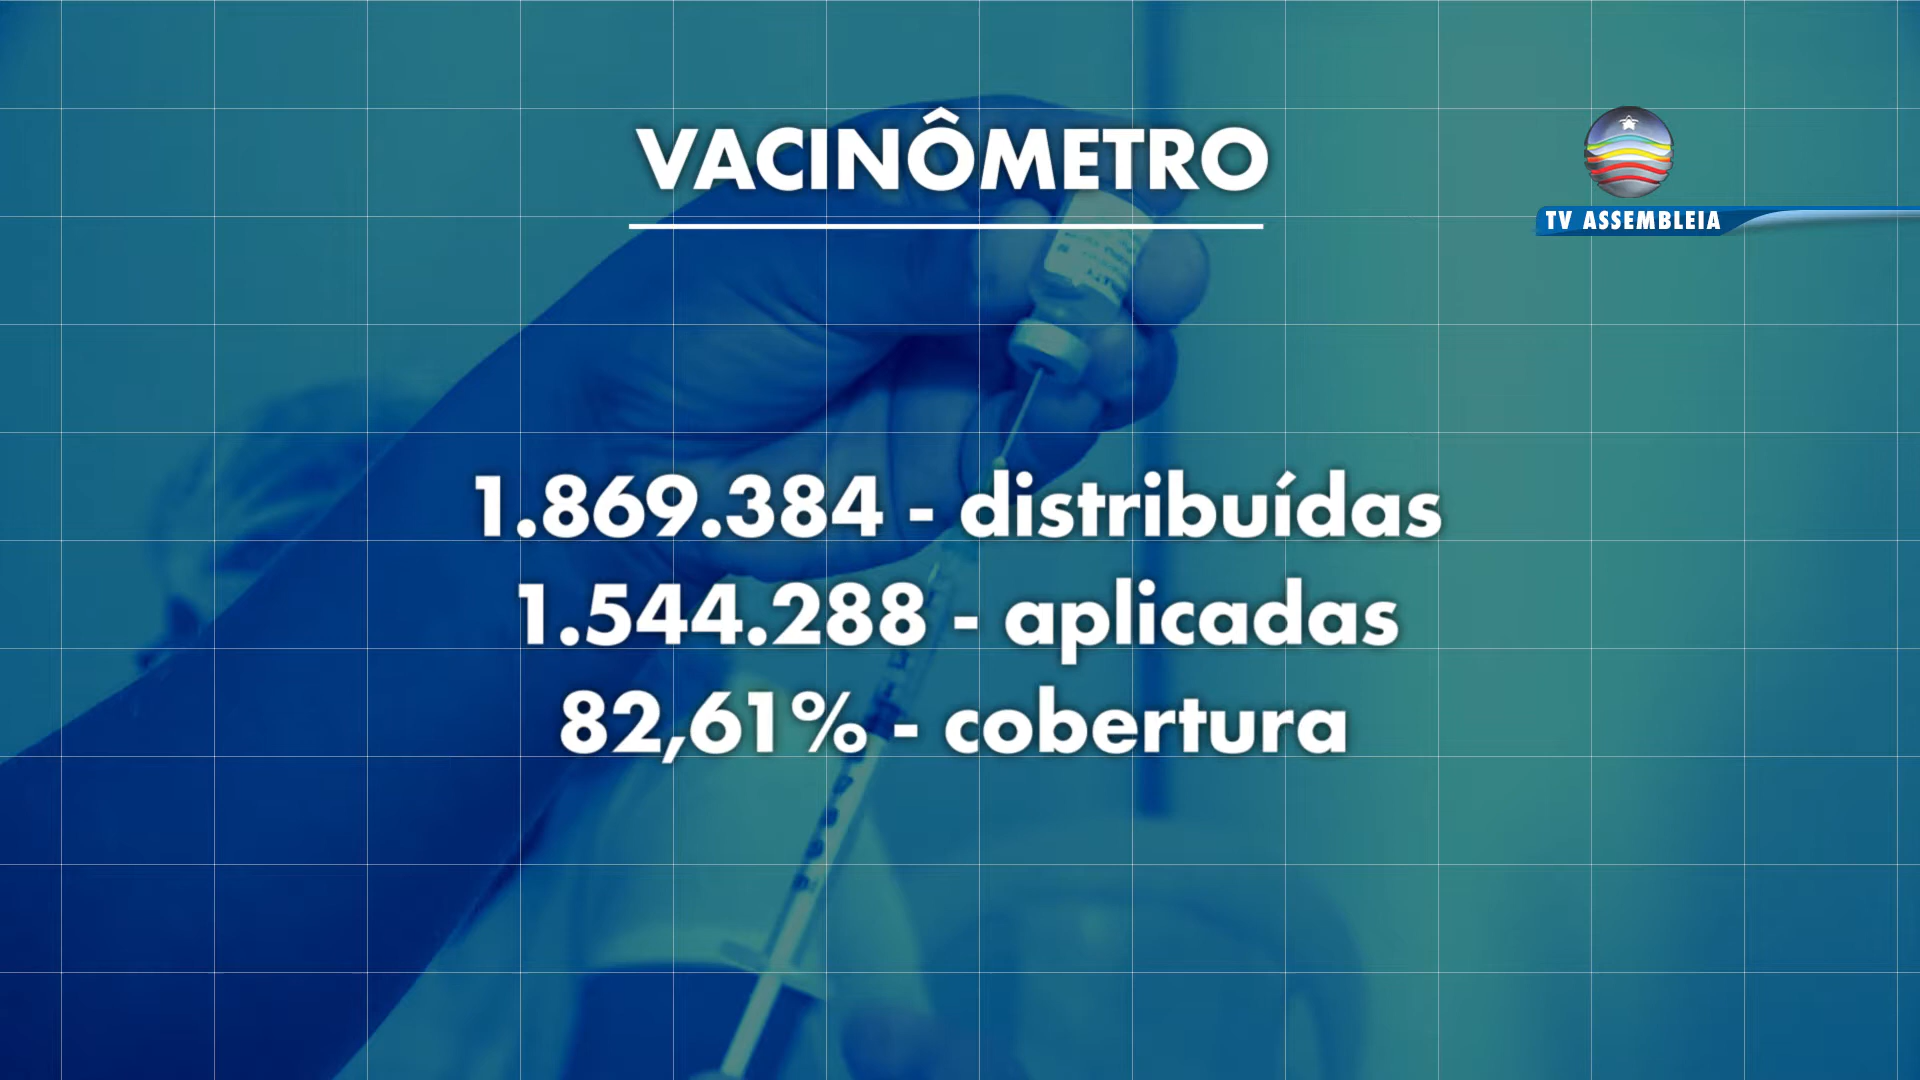 VACINÔMETRO
TV ASSEMBLEIA
1.869.384 - distribuídas
1.544.288 - aplicadas
82,61% - cobertura